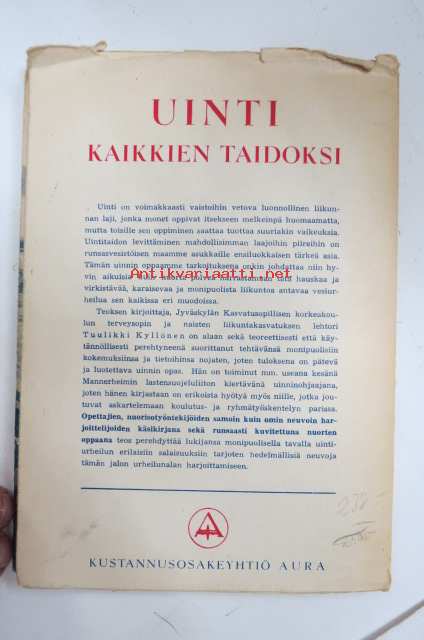 UINTI
KAIKKIEN TAIDOKSI
Uinti on voimakkaasti vaistoihin vetova luonnollinen liikun-
nan laji, jonka monet oppivat itsekseen melkeinpä huomaamatta,
mutta toisille sen oppiminen saattaa tuottaa suuriakin vaikeuksia.
Uintitaidon levittäminen mahdollisimman laajoihin piireihin on
runsasvesistöisen maamme asukkaille ensiluokkaisen tärkeä asia.
Tämän uinnin oppaamme tarkoituksena onkin johdattaa niin hy-
vin aikuisia kuin nuorta polvea harrastamaan tätä hauskaa ja
Antikvariaatti.net
virkistävää, karaisevaa ja monipuolista liikuntoa antavaa vesiur-
heilua sen kaikissa eri muodoissa.
Teoksen kirjoittaja, Jyväskylän Kasvatusopillisen korkeakou-
lun terveysopin ja naisten liikuntakasvatuksen lehtori
Tuulikki Kyllönen on alaan sekä teoreettisesti että käy-
tännöllisesti perehtyneenä suorittanut tehtävänsä monipuolisiin
kokemuksiinsa ja tietoihinsa nojaten, joten tuloksena on pätevä
ja luotettava uinnin opas. Hän on toiminut mm. useana kesänä
Mannerheimin lastensuojeluliiton kiertävänä uinninohjaajana,
joten hänen kirjastaan on erikoista hyötyä myös niille, jotka jou-
tuvat askartelemaan koulutus- ja ryhmätyöskentelyn parissa.
Opettajien, nuorisotyöntekijöiden samoin kuin omin neuvoin har-
joittelijoiden käsikirjana sekä runsaasti kuvitettuna nuorten
oppaana teos perehdyttää lukijansa monipuolisella tavalla uinti-
urheilun erilaisiin salaisuuksiin tarjoten hedelmällisiä neuvoja
tämän jalon urheilunalan harjoittamiseen.
KUSTANNUSOSAKEYHTIÖ AURA